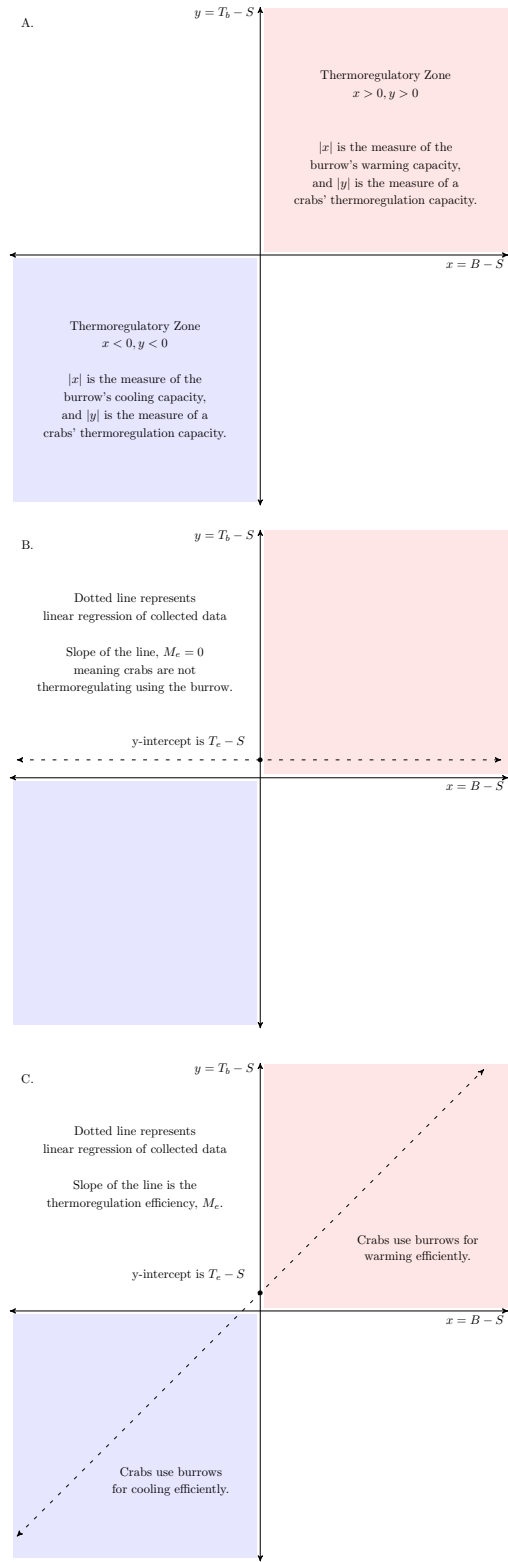 A.
y = T_b − S
Thermoregulatory Zone
x > 0, y > 0
|x| is the measure of the
burrow's warming capacity,
and |y| is the measure of a
crabs' thermoregulation capacity.
x = B − S
Thermoregulatory Zone
x < 0, y < 0
|x| is the measure of the
burrow's cooling capacity,
and |y| is the measure of a
crabs' thermoregulation capacity.
B.
y = T_b − S
Dotted line represents
linear regression of collected data
Slope of the line, M_e = 0
meaning crabs are not
thermoregulating using the burrow.
y-intercept is T_e − S
x = B − S
C.
y = T_b − S
Dotted line represents
linear regression of collected data
Slope of the line is the
thermoregulation efficiency, M_e.
Crabs use burrows for
warming efficiently.
y-intercept is T_e − S
x = B − S
Crabs use burrows
for cooling efficiently.